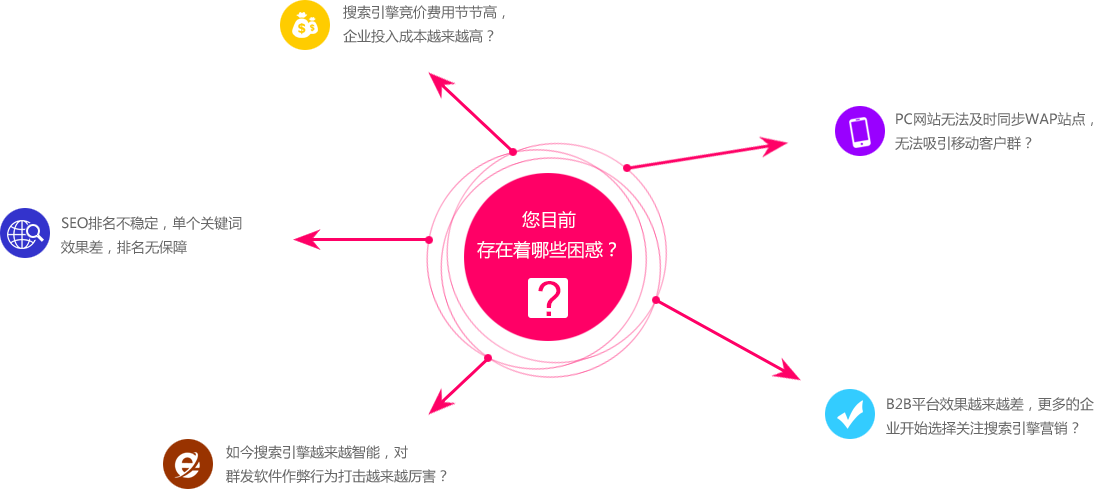 搜索引擎竞价费用节节高，
企业投入成本越来越高？
PC网站无法及时同步WAP站点，
无法吸引移动客户群？
SEO排名不稳定，单个关键词
效果差，排名无保障
您目前
存在着哪些困惑？
?
B2B平台效果越来越差，更多的企
业开始选择关注搜索引擎营销？
如今搜索引擎越来越智能，对
群发软件作弊行为打击越来越厉害？